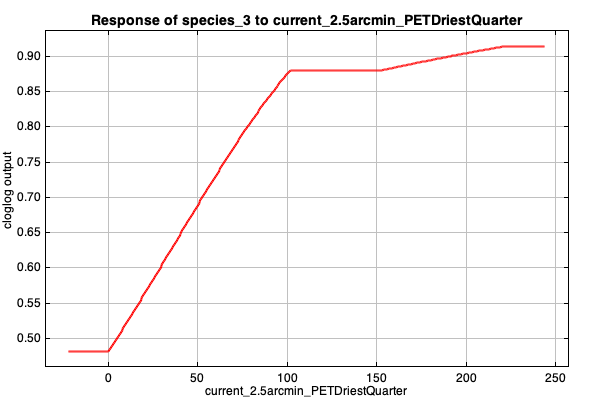 Response of species_3 to current_2.5arcmin_PETDriestQuarter
cloglog output
0.90
0.85
0.80
0.75
0.70
0.65
0.60
0.55
0.50
0 50 100 150 200 250
current_2.5arcmin_PETDriestQuarter